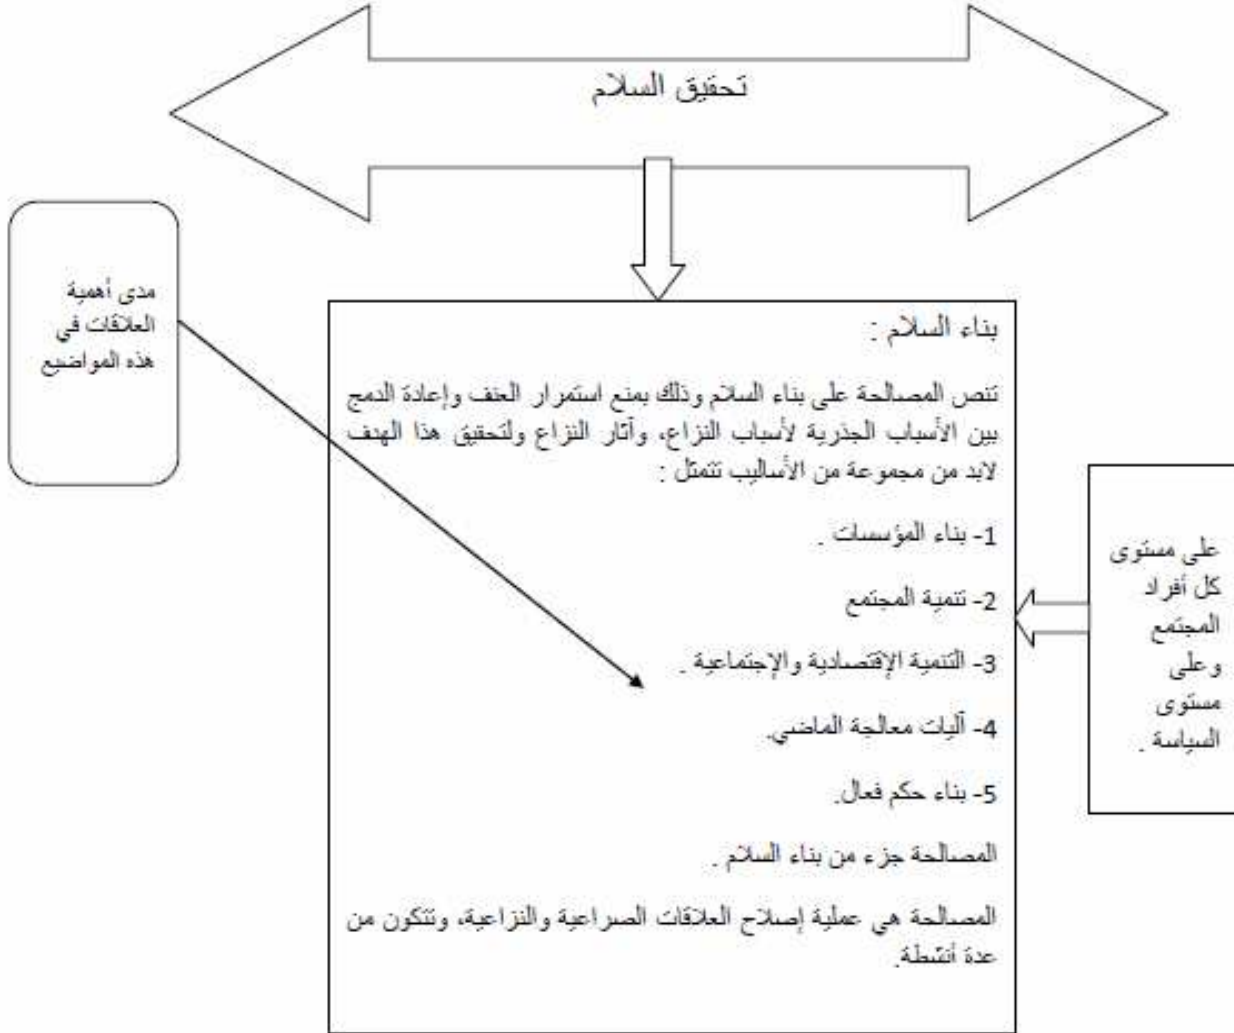 تحقيق السلام
مدى أهمية
العلاقات في
هذه المواضيع
بناء السلام :
تنص المصالحة على بناء السلام وذلك بمنع استمرار العنف وإعادة الدمج
بين الأسباب الجذرية لأسباب النزاع، وآثار النزاع ولتحقيق هذا الهدف
لابد من مجموعة من الأساليب تتمثل :
1- بناء المؤسسات .
2- تنمية المجتمع
3- التنمية الإقتصادية والإجتماعية .
4- آليات معالجة الماضي.
5- بناء حكم فعال.
المصالحة جزء من بناء السلام .
المصالحة هي عملية إصلاح العلاقات الصراعية والنزاعية، وتتكون من
عدة أنشطة.
على مستوى
كل أفراد
المجتمع
وعلى
مستوى
السياسة .